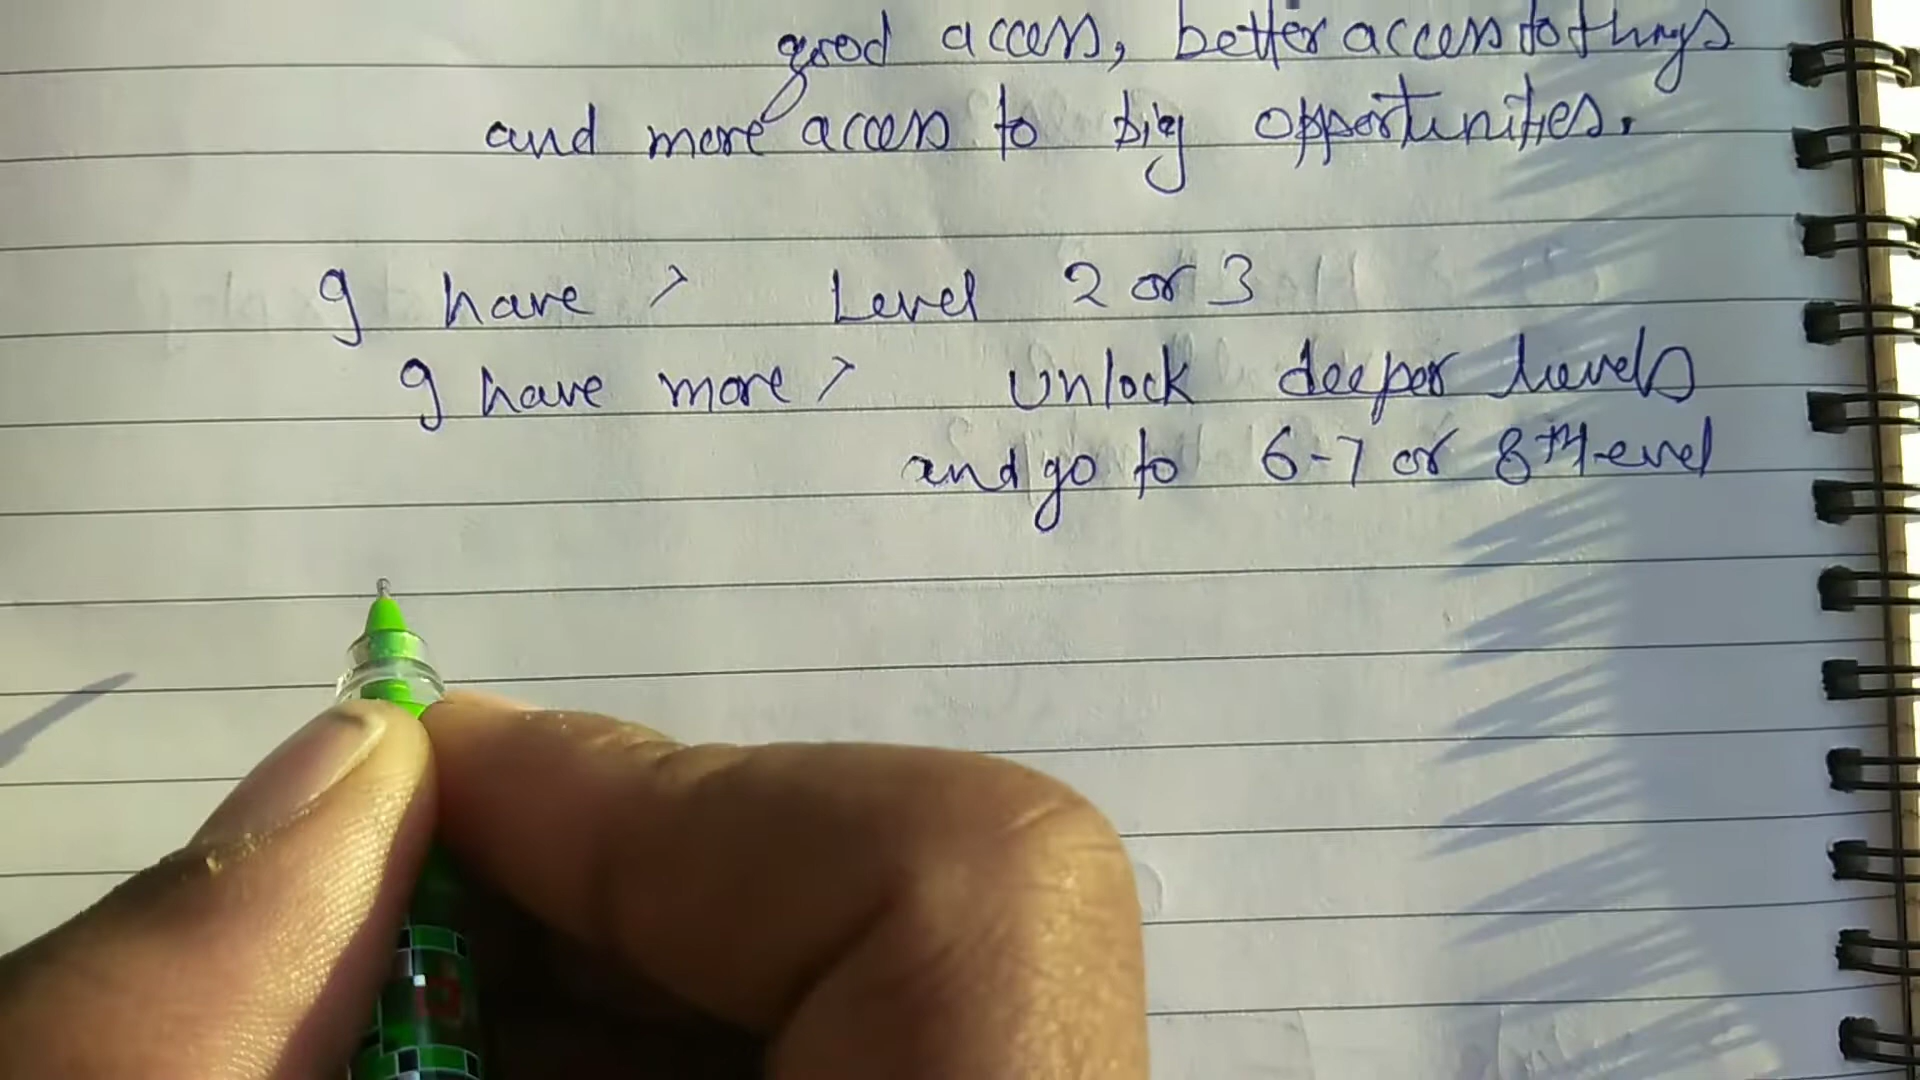 good access, better access to things
and more access to big opportunities.
I have > Level 2 or 3
I have more > Unlock deeper levels
and go to 6-7 or 8th level